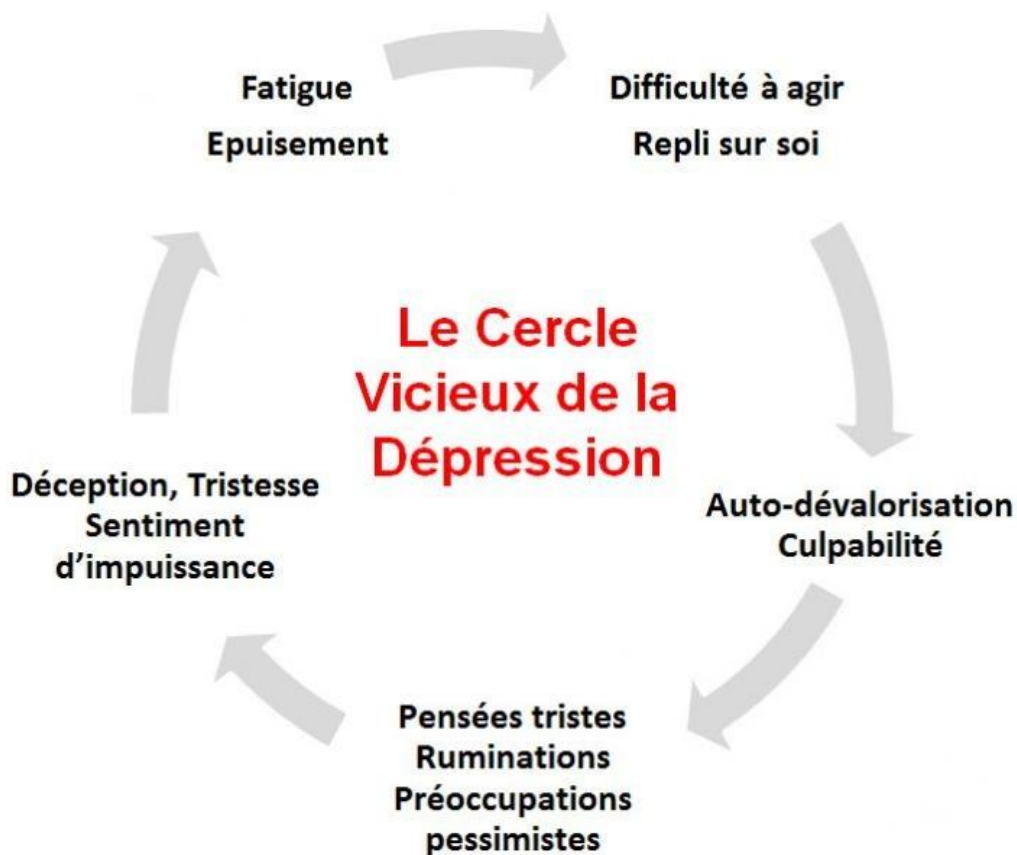 Fatigue
Epuisement
Difficulté à agir
Repli sur soi
Le Cercle
Vicieux de la
Dépression
Auto-dévalorisation
Culpabilité
Pensées tristes
Ruminations
Préoccupations
pessimistes
Déception, Tristesse
Sentiment
d’impuissance